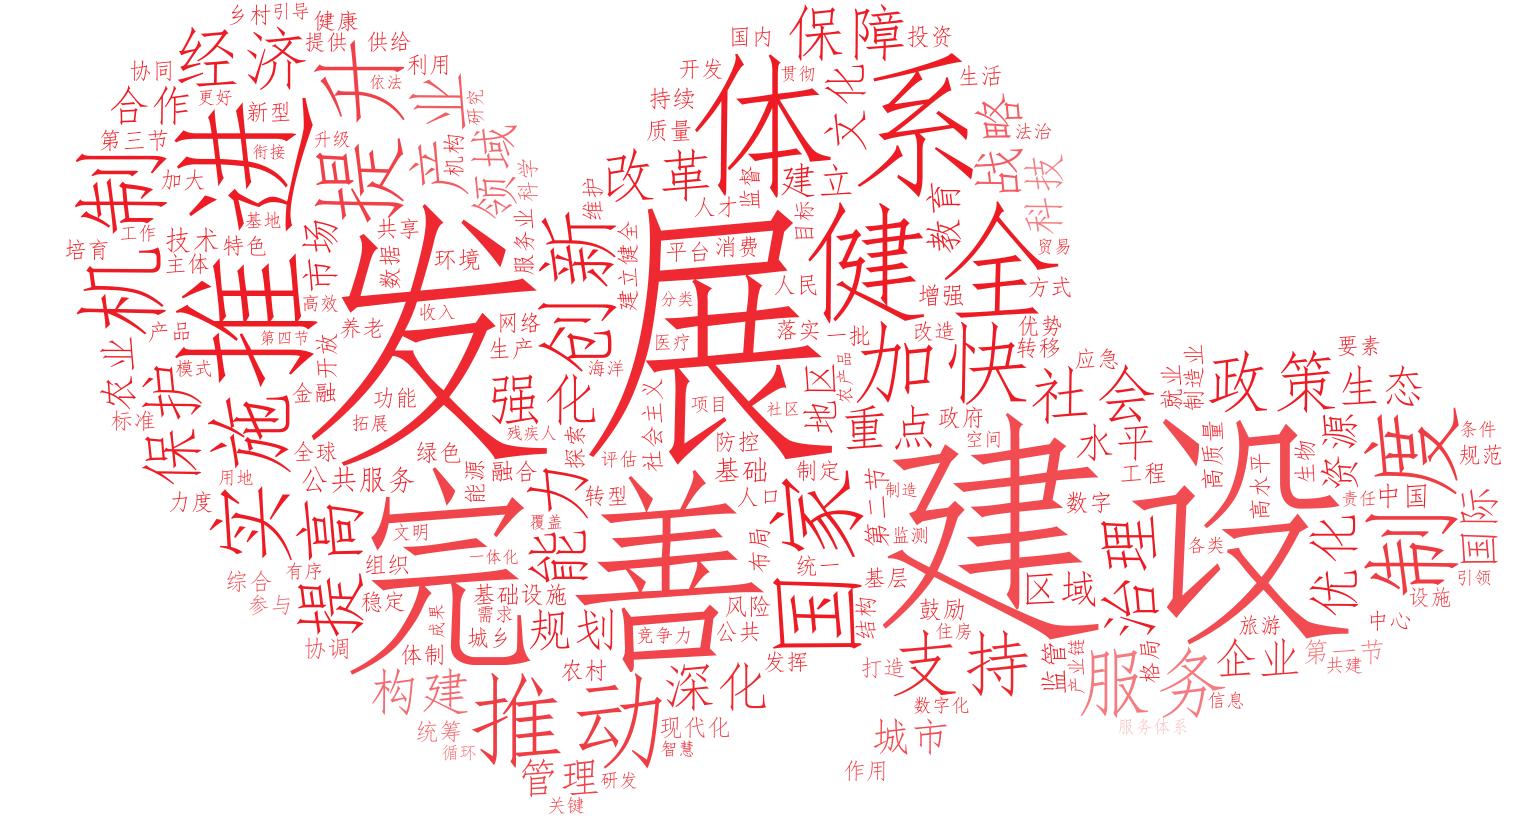 乡村
引导
健康
经济
提供
供给
协同
依法
利用
合作
更好
新型
提升
产业
研究
第三节
衔接
升级
机构
领域
机制
推进
加大
基地
科学
培育
工作
技术
特色
主体
市场
共享
数据
环境
服务业
维护
保障
投资
国内
开发
贯彻
文化
体系
生活
持续
质量
战略
法治
改革
监督
建立
科技
人才
目标
教育
发展
创新
建立健全
平台
消费
健全
贸易
人民
增强
方式
产品
高效
养老
收入
网络
分类
落实
一批
改造
优势
第四节
生产
医疗
加快
转移
农业
模式
开放
海洋
地区
农产品
应急
就业
制造业
要素
保护
实施
金融
功能
强化
社会主义
项目
社区
社会
政策
生态
标准
拓展
残疾人
探索
防控
重点
政府
空间
水平
高质量
资源
制度
条件
规范
全球
绿色
评估
力度
用地
公共服务
能源
融合
能力
转型
基础
制定
人口
国家
第二节
制造
工程
高水平
生物
责任
中国
国际
提高
完善
文明
覆盖
布局
监测
建设
数字
各类
优化
组织
一体化
统一
治理
综合
有序
参与
稳定
成果
需求
基础设施
风险
基层
区域
引领
设施
城乡
规划
竞争力
公共
结构
鼓励
住房
旅游
中心
协调
体制
农村
发挥
打造
支持
监管
产业链
格局
服务
企业
第一节
共建
构建
深化
数字化
信息
统筹
推动
现代化
城市
服务体系
循环
智慧
管理
研发
作用
关键